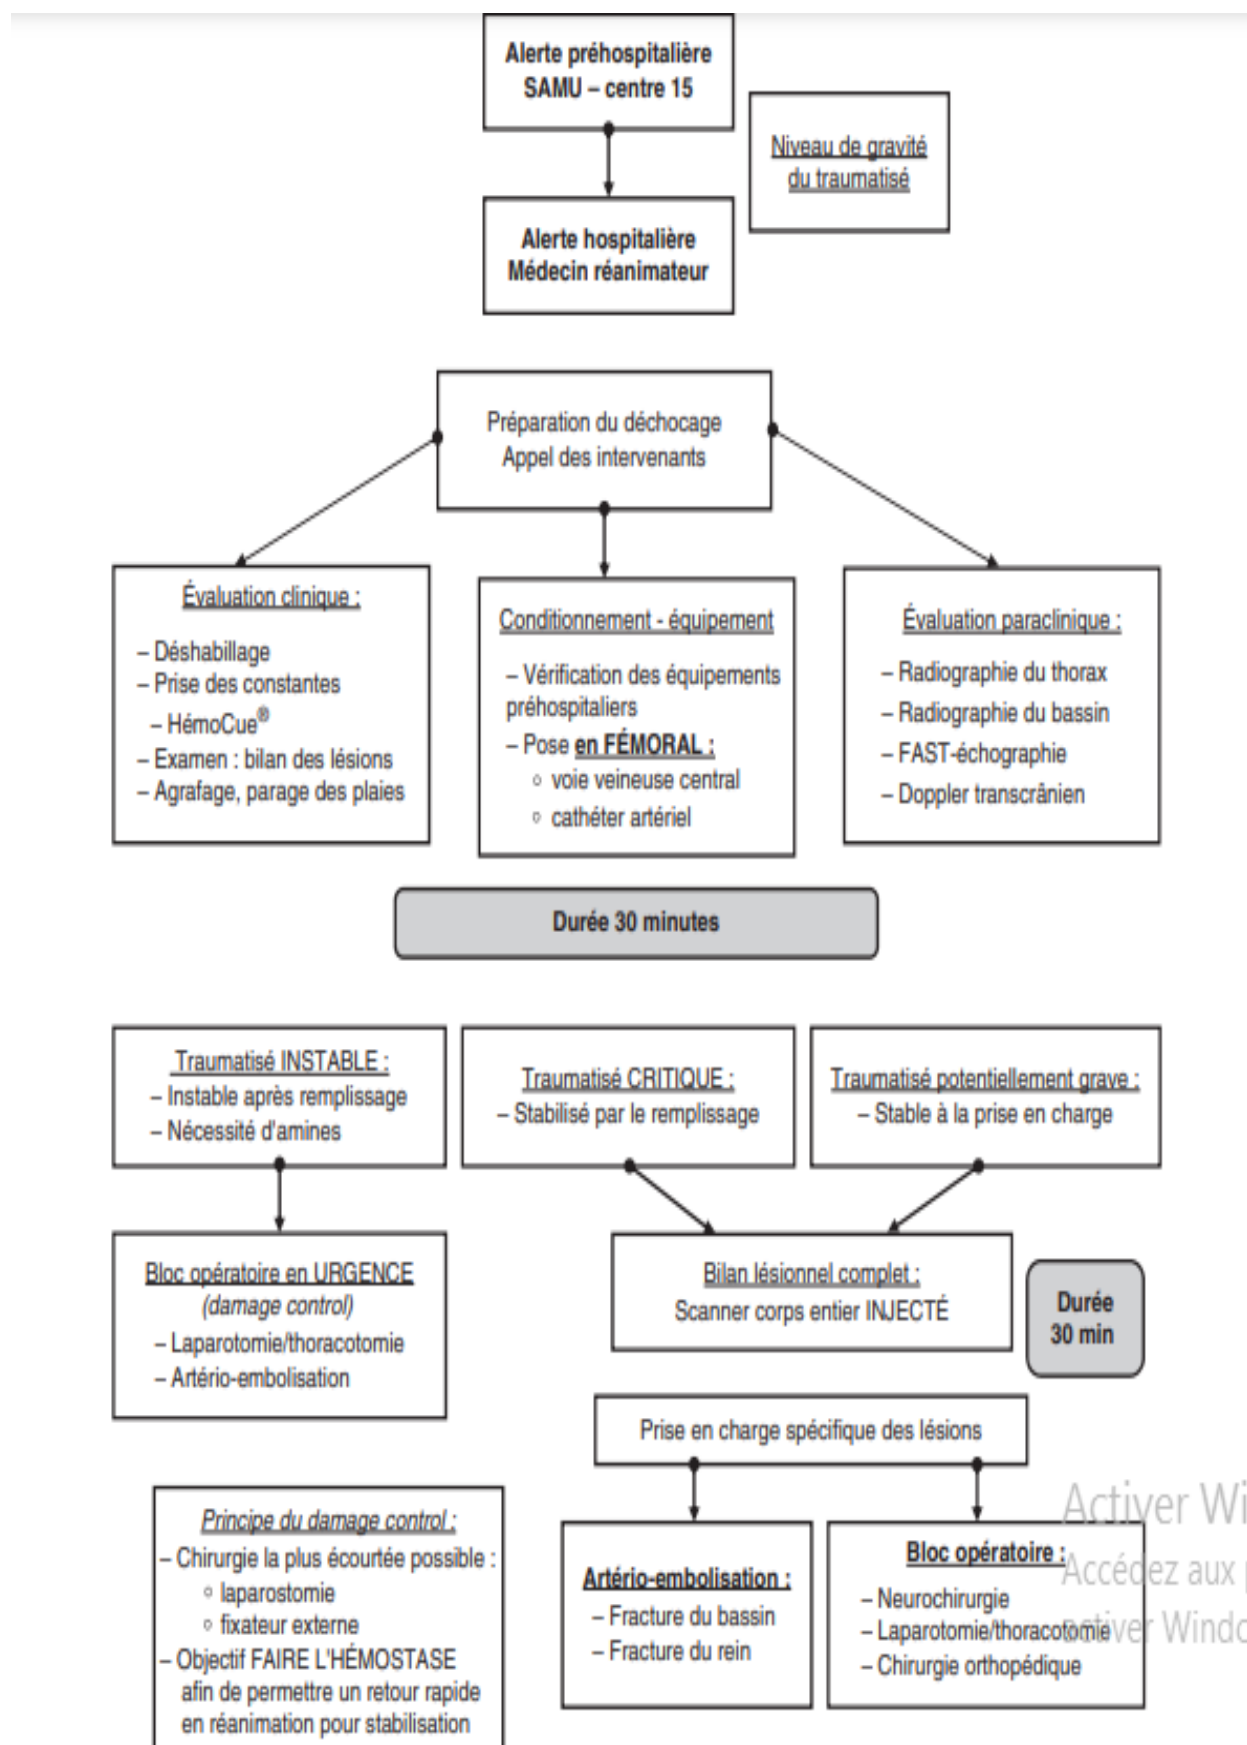 Alerte préhospitalière
SAMU – centre 15
Niveau de gravité
du traumatisé
Alerte hospitalière
Médecin réanimateur
Préparation du déchocage
Appel des intervenants
Évaluation clinique :
– Déshabillage
– Prise des constantes
– HémoCue®
– Examen : bilan des lésions
– Agrafage, parage des plaies
Conditionnement - équipement
– Vérification des équipements
préhospitaliers
– Pose en FÉMORAL :
◦ voie veineuse central
◦ cathéter artériel
Évaluation paraclinique :
– Radiographie du thorax
– Radiographie du bassin
– FAST-échographie
– Doppler transcrânien
Durée 30 minutes
Traumatisé INSTABLE :
– Instable après remplissage
– Nécessité d'amines
Traumatisé CRITIQUE :
– Stabilisé par le remplissage
Traumatisé potentiellement grave :
– Stable à la prise en charge
Bloc opératoire en URGENCE
(damage control)
– Laparotomie/thoracotomie
– Artério-embolisation
Bilan lésionnel complet :
Scanner corps entier INJECTÉ
Durée
30 min
Prise en charge spécifique des lésions
Principe du damage control :
– Chirurgie la plus écourtée possible :
◦ laparostomie
◦ fixateur externe
– Objectif FAIRE L'HÉMOSTASE
afin de permettre un retour rapide
en réanimation pour stabilisation
Artério-embolisation :
– Fracture du bassin
– Fracture du rein
Bloc opératoire :
– Neurochirurgie
– Laparotomie/thoracotomie
– Chirurgie orthopédique
Activer Wi
Accédez aux p
activer Windo